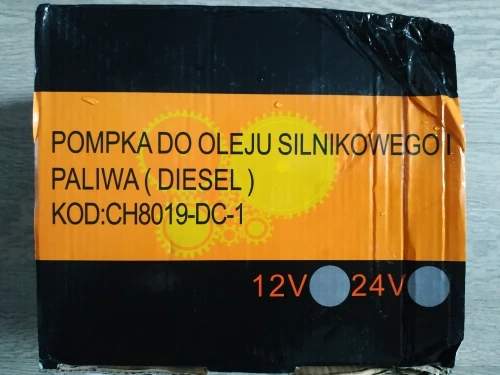 POMPKA DO OLEJU SILNIKOWEGO I
PALIWA ( DIESEL )
KOD:CH8019-DC-1
12V 24V